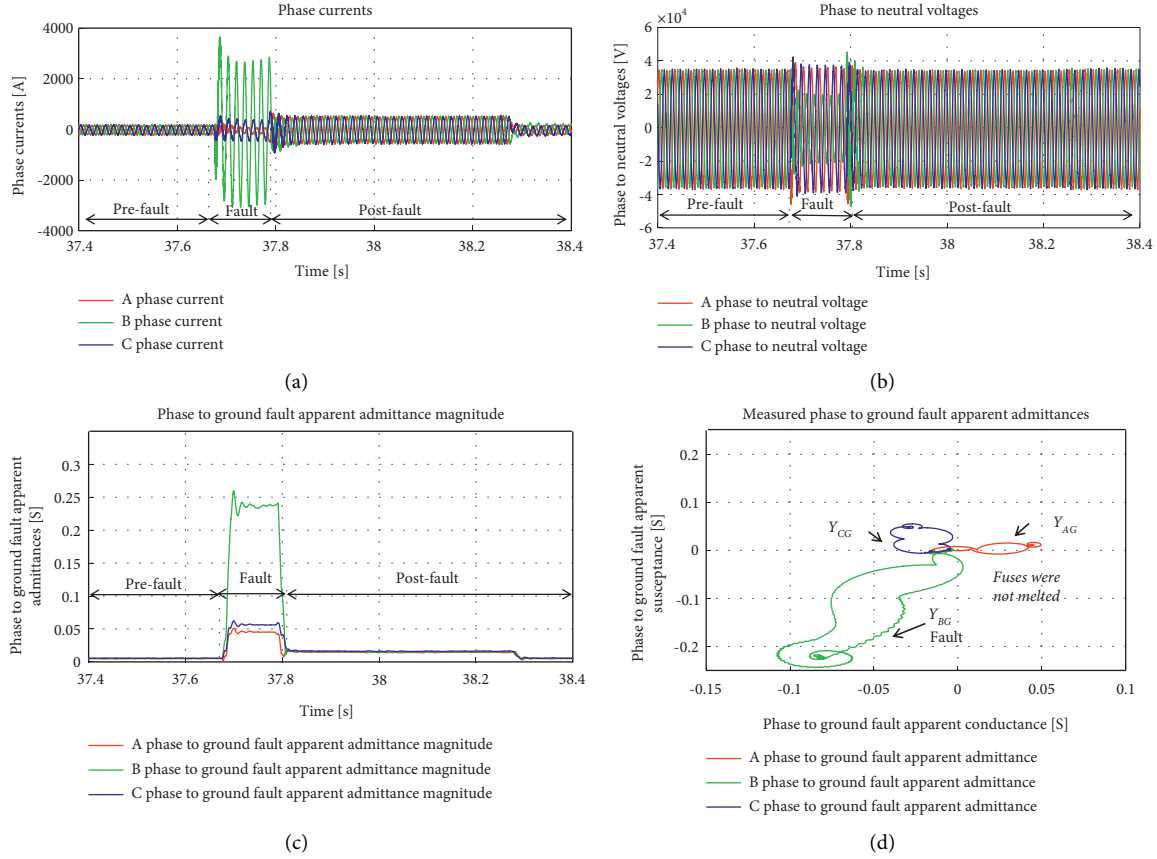 Phase currents
4000
2000
0
-2000
-4000
Phase currents [A]
Pre-fault
Fault
Post-fault
37.4 37.6 37.8 38 38.2 38.4
Time [s]
A phase current
B phase current
C phase current
(a)
Phase to neutral voltages
×10⁴
6
4
2
0
-2
-4
-6
Phase to neutral voltages [V]
Pre-fault
Fault
Post-fault
37.4 37.6 37.8 38 38.2 38.4
Time [s]
A phase to neutral voltage
B phase to neutral voltage
C phase to neutral voltage
(b)
Phase to ground fault apparent admittance magnitude
0.3
0.25
0.2
0.15
0.1
0.05
0
Phase to ground fault apparent
admittances [S]
Pre-fault
Fault
Post-fault
37.4 37.6 37.8 38 38.2 38.4
Time [s]
A phase to ground fault apparent admittance magnitude
B phase to ground fault apparent admittance magnitude
C phase to ground fault apparent admittance magnitude
(c)
Measured phase to ground fault apparent admittances
0.2
0.1
0
-0.1
-0.2
Phase to ground fault apparent
susceptance [S]
Y_CG
Y_AG
Fuses were
not melted
Y_BG
Fault
-0.15 -0.1 -0.05 0 0.05 0.1
Phase to ground fault apparent conductance [S]
A phase to ground fault apparent admittance
B phase to ground fault apparent admittance
C phase to ground fault apparent admittance
(d)